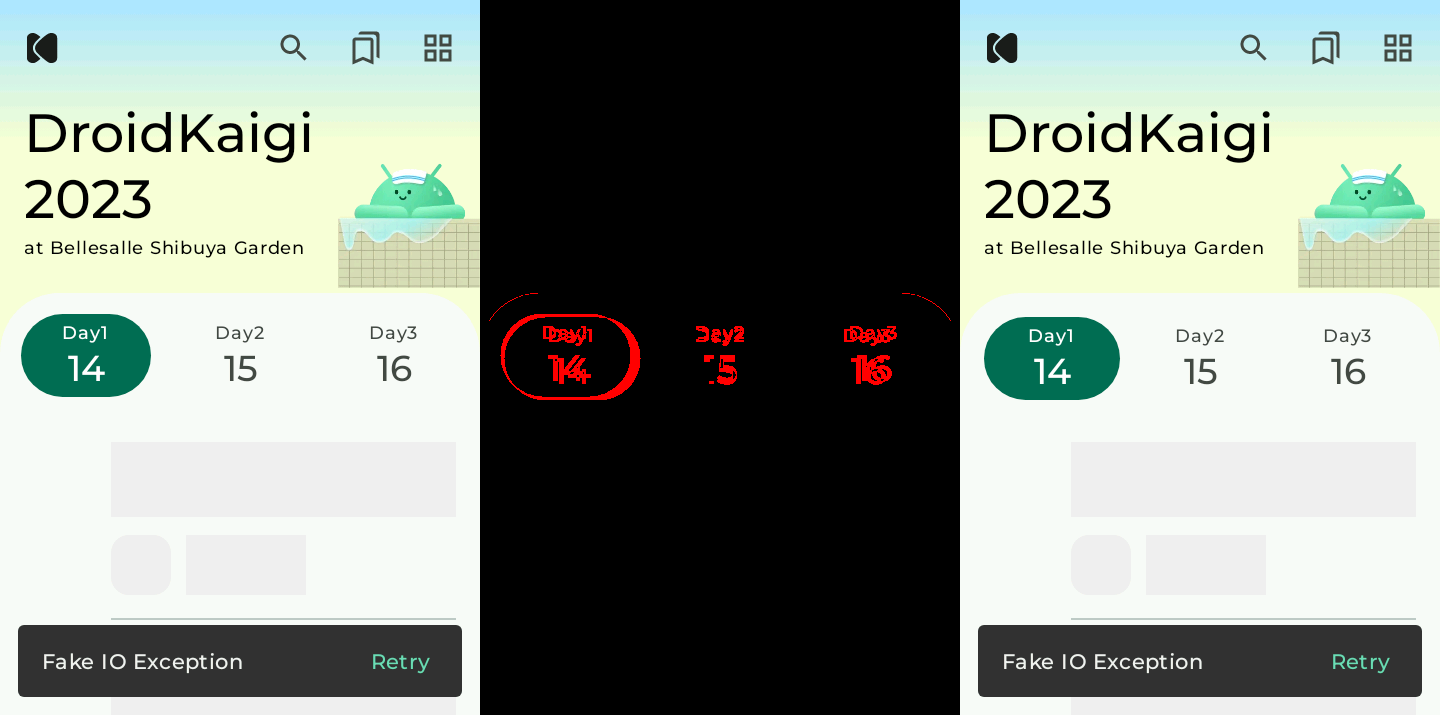 DroidKaigi
2023
at Bellesalle Shibuya Garden
Day1 Day2 Day3
14 15 16
Fake IO Exception Retry
Day1 Day2 Day3
14 15 16
DroidKaigi
2023
at Bellesalle Shibuya Garden
Day1 Day2 Day3
14 15 16
Fake IO Exception Retry